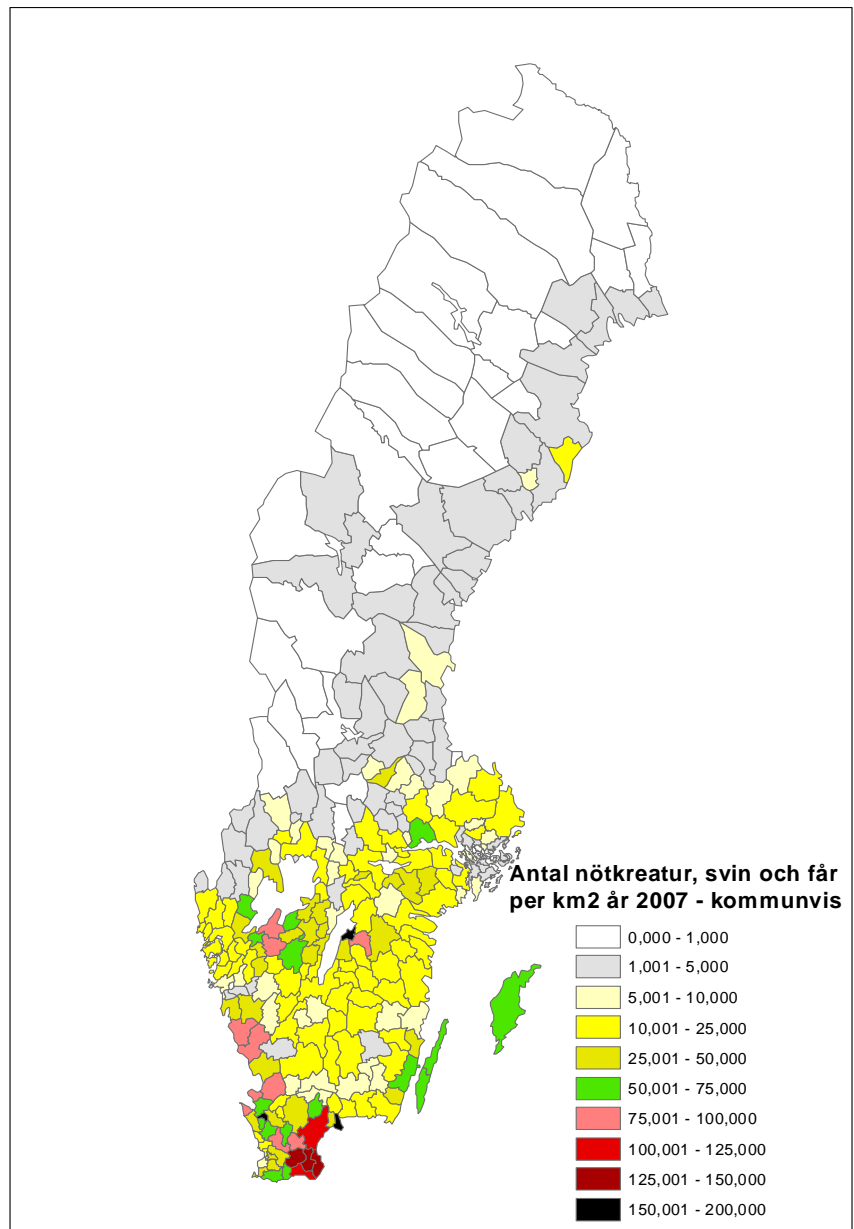 Antal nötkreatur, svin och får
per km2 år 2007 - kommunvis
0,000 - 1,000
1,001 - 5,000
5,001 - 10,000
10,001 - 25,000
25,001 - 50,000
50,001 - 75,000
75,001 - 100,000
100,001 - 125,000
125,001 - 150,000
150,001 - 200,000